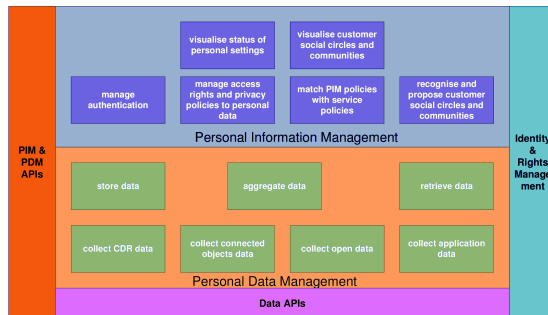 visualise status of
personal settings
visualise customer
social circles and
communities
manage
authentication
manage access
rights and privacy
policies to personal
data
match PIM policies
with service
policies
recognise and
propose customer
social circles and
communities
Personal Information Management
PIM &
PDM
APIs
Identity
&
Rights
Manage
ment
store data
aggregate data
retrieve data
collect CDR data
collect connected
objects data
collect open data
collect application
data
Personal Data Management
Data APIs